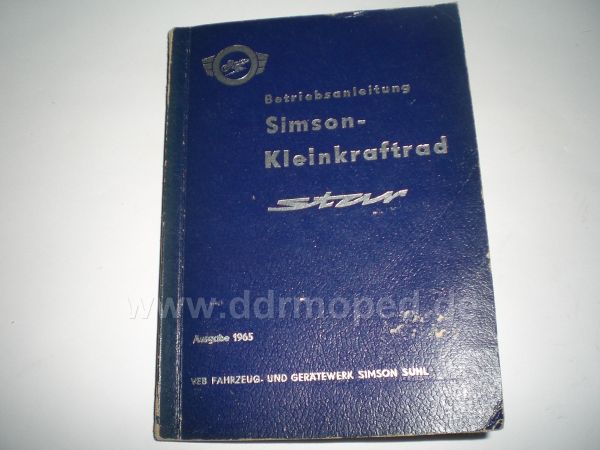 Betriebsanleitung
Simson-
Kleinkraftrad
star
www.ddrmoped.de
Ausgabe 1965
VEB FAHRZEUG- UND GERÄTEWERK SIMSON SUHL